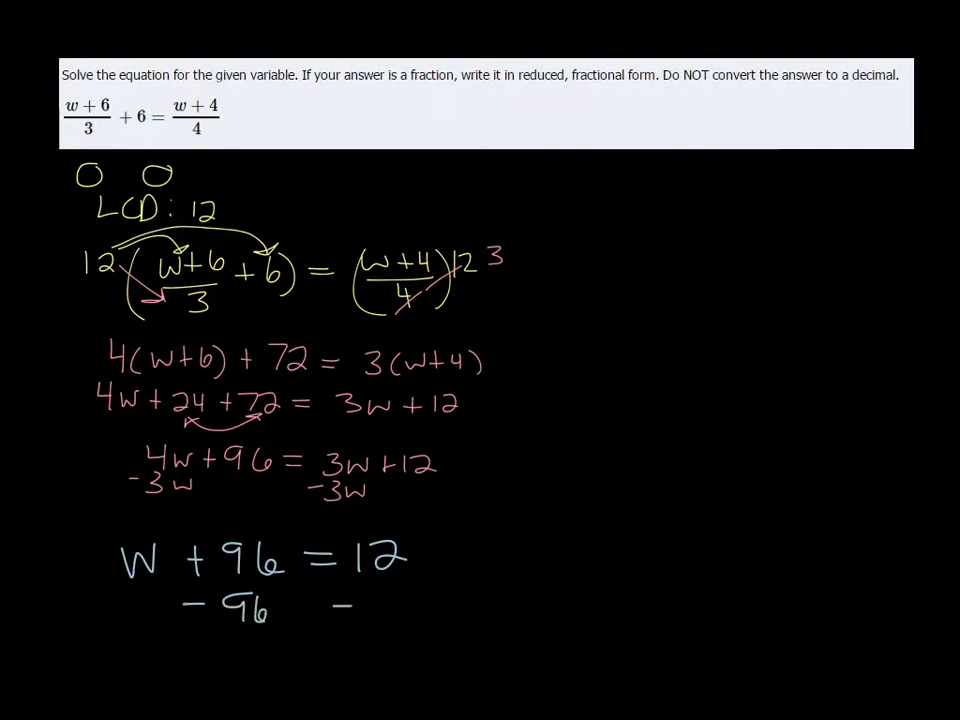 Solve the equation for the given variable. If your answer is a fraction, write it in reduced, fractional form. Do NOT convert the answer to a decimal.
(w + 6)/3 + 6 = (w + 4)/4
LCD: 12
12 ((w+6)/3 + 6) = ((w+4)/4) 12 3
4(w+6) + 72 = 3(w+4)
4w + 24 + 72 = 3w + 12
4w + 96 = 3w + 12
-3w -3w
w + 96 = 12
- 96 -